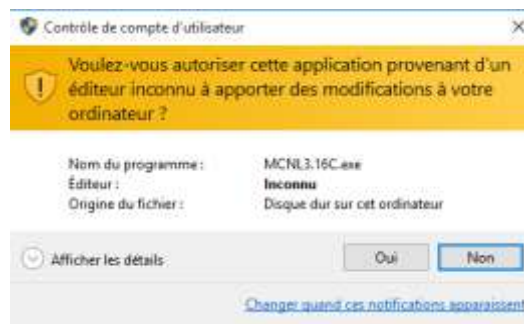 Contrôle de compte d'utilisateur
Voulez-vous autoriser cette application provenant d'un
éditeur inconnu à apporter des modifications à votre
ordinateur ?
Nom du programme : MCNL3.16C.exe
Éditeur : Inconnu
Origine du fichier : Disque dur sur cet ordinateur
Afficher les détails Oui Non
Changer quand ces notifications apparaissent